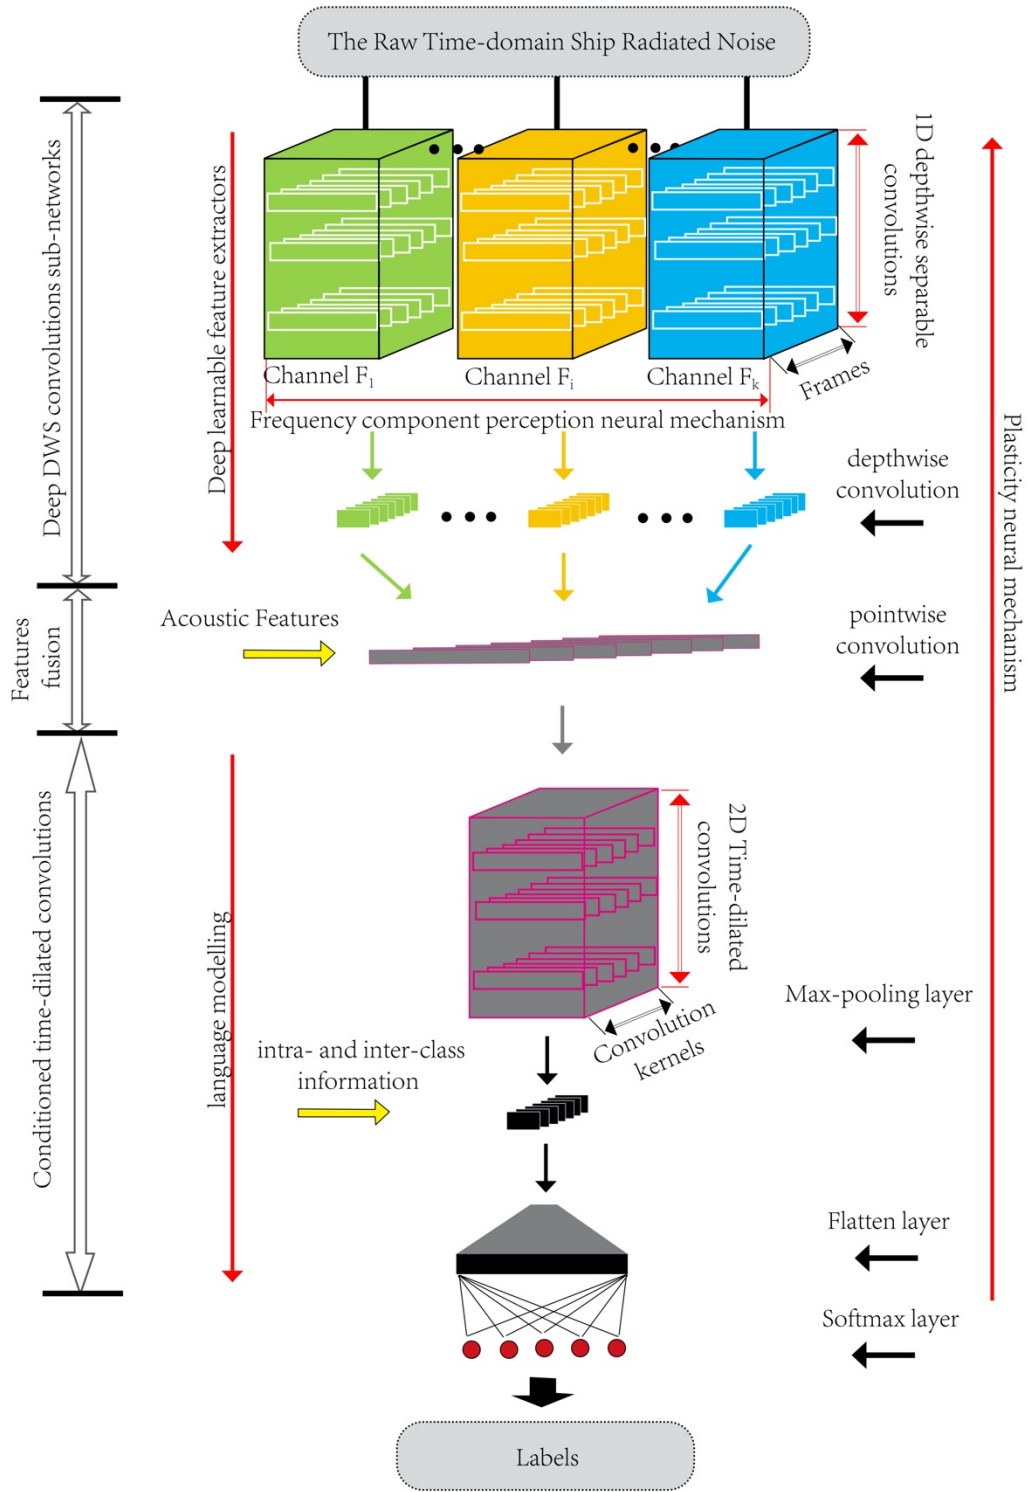 The Raw Time-domain Ship Radiated Noise
Deep DWS convolutions sub-networks
Deep learnable feature extractors
1D depthwise separable
convolutions
Channel F1
Channel Fi
Channel Fk
Frames
Frequency component perception neural mechanism
Plasticity neural mechanism
depthwise
convolution
Features
fusion
Acoustic Features
pointwise
convolution
Conditioned time-dilated convolutions
language modelling
2D Time-dilated
convolutions
Convolution
kernels
Max-pooling layer
intra- and inter-class
information
Flatten layer
Softmax layer
Labels